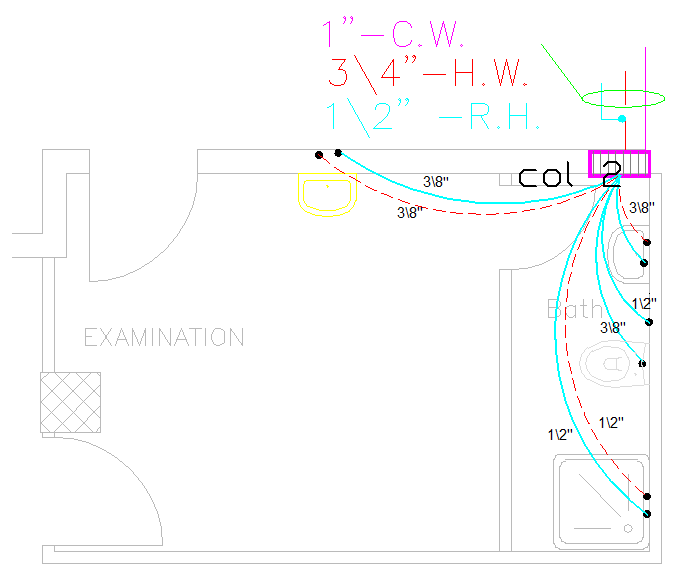 1"-C.W.
3\4"-H.W.
1\2" -R.H.
col 2
3\8"
3\8"
3\8"
1\2"
Bath
3\8"
EXAMINATION
1\2"
1\2"